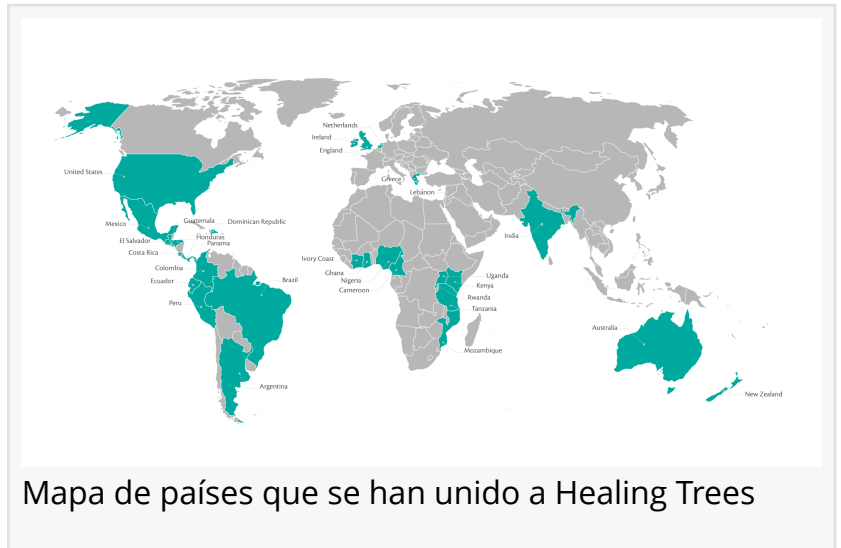 Netherlands
Ireland
England
United States
Greece
Lebanon
Mexico
Guatemala
Dominican Republic
El Salvador
Honduras
Panama
Costa Rica
India
Ivory Coast
Colombia
Ghana
Uganda
Ecuador
Brazil
Nigeria
Kenya
Cameroon
Rwanda
Peru
Tanzania
Australia
Mozambique
Argentina
New Zealand
Mapa de países que se han unido a Healing Trees